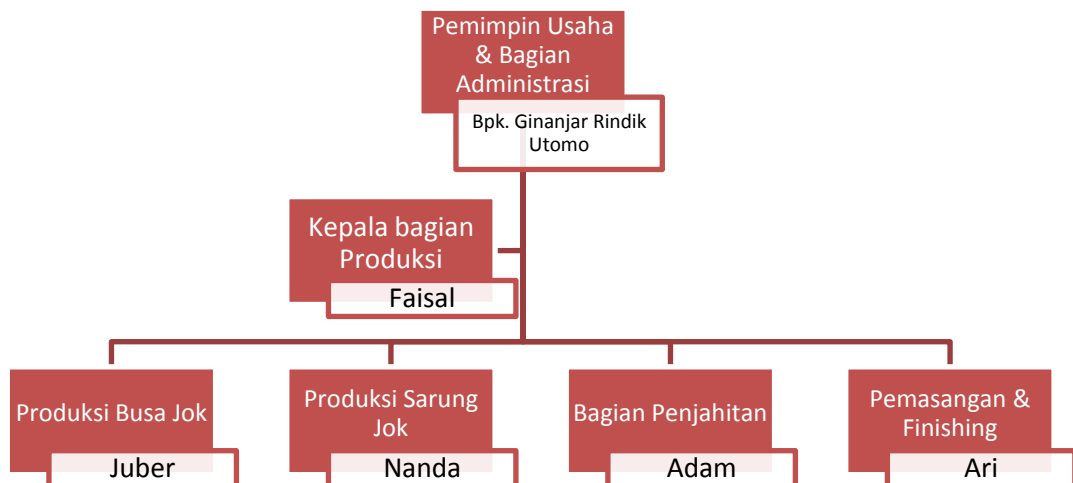 Pemimpin Usaha
& Bagian
Administrasi
Bpk. Ginanjar Rindik
Utomo
Kepala bagian
Produksi
Faisal
Produksi Busa Jok
Juber
Produksi Sarung
Jok
Nanda
Bagian Penjahitan
Adam
Pemasangan &
Finishing
Ari